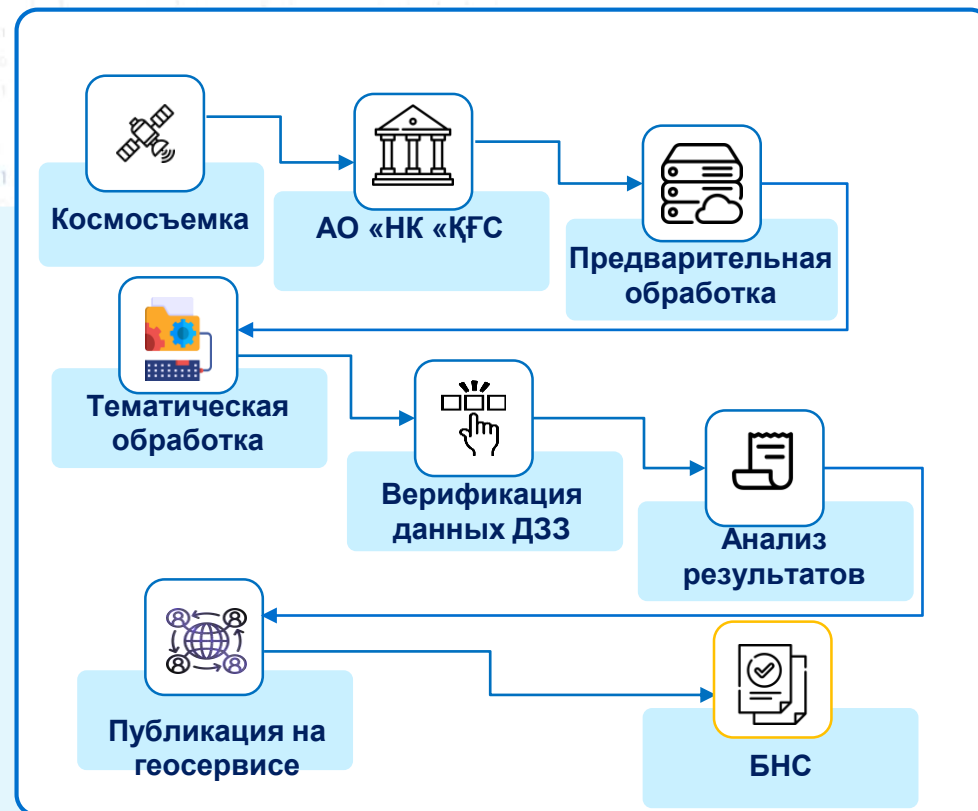 Космосъемка
АО «НК «ҚҒС
Предварительная
обработка
Тематическая
обработка
Верификация
данных ДЗЗ
Анализ
результатов
Публикация на
геосервисе
БНС